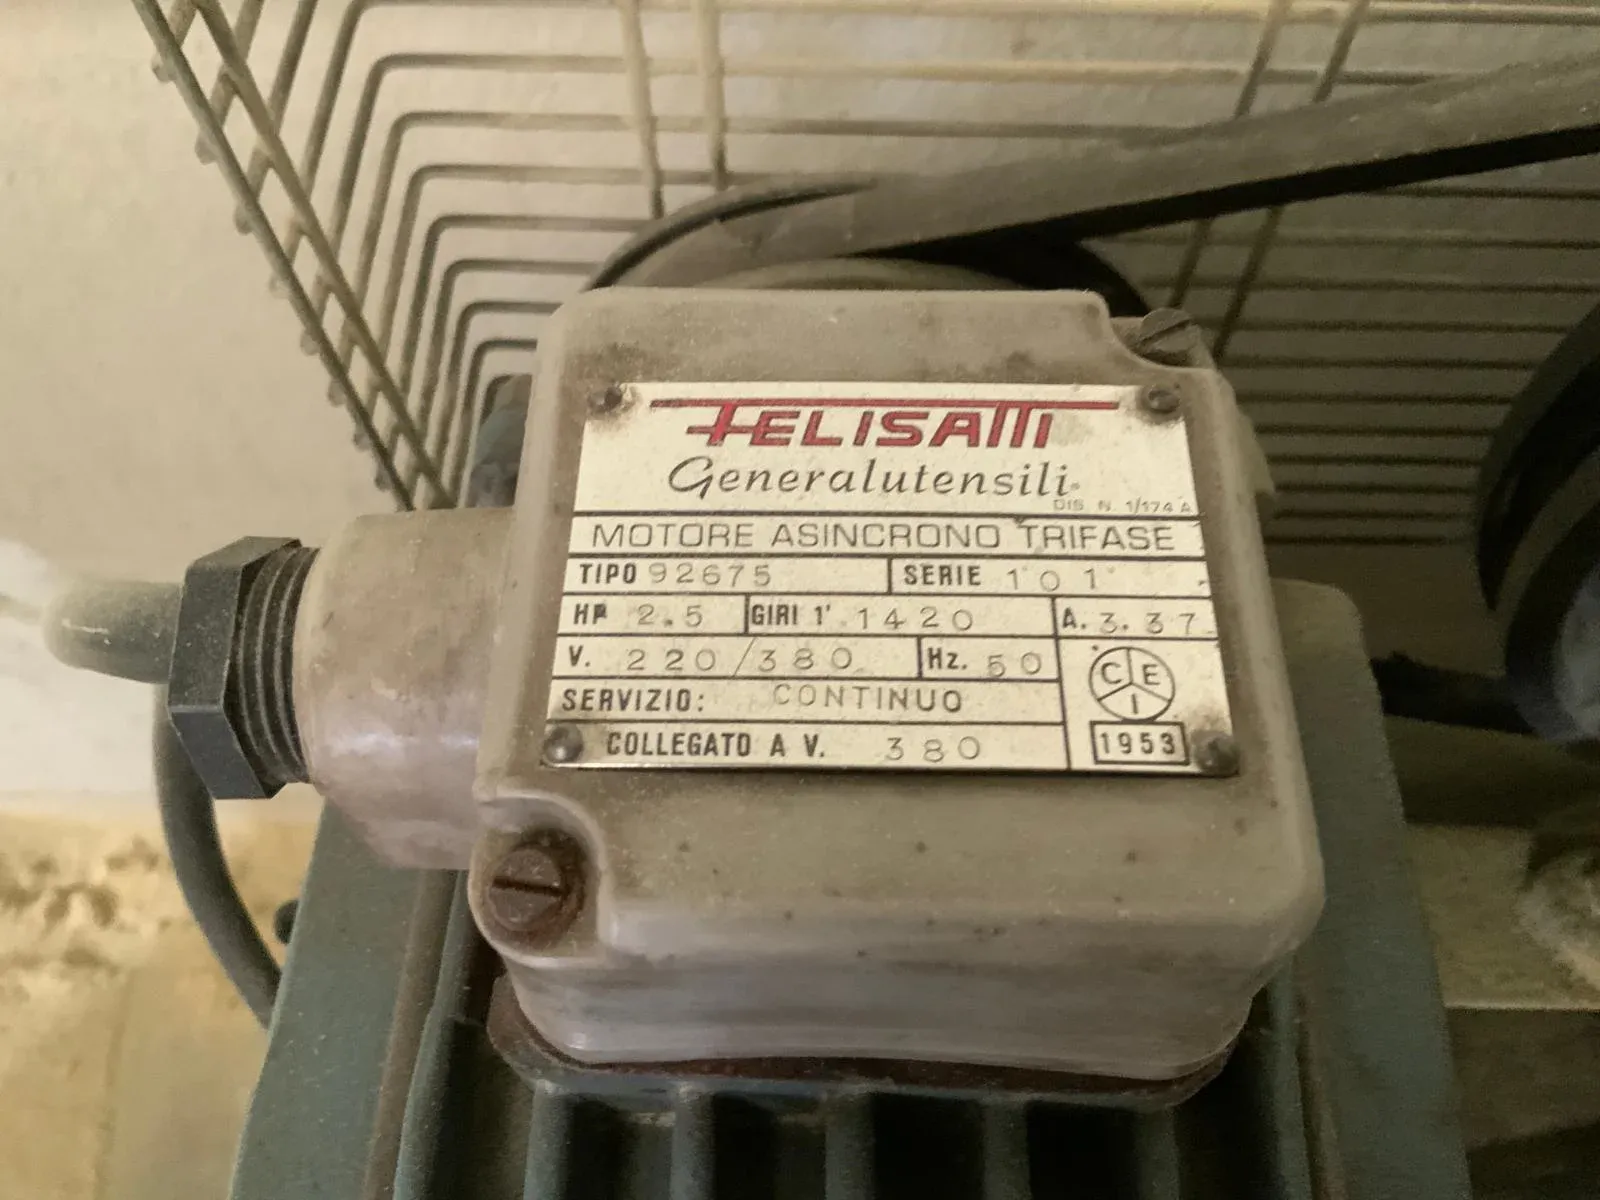 FELISATTI
Generalutensili
DIS. N. 1/174 A
MOTORE ASINCRONO TRIFASE
TIPO 92675 SERIE 101
HP 2.5 GIRI 1' 1420 A. 3.37
V. 220/380 Hz. 50
C E I
SERVIZIO: CONTINUO
COLLEGATO A V. 380 1953